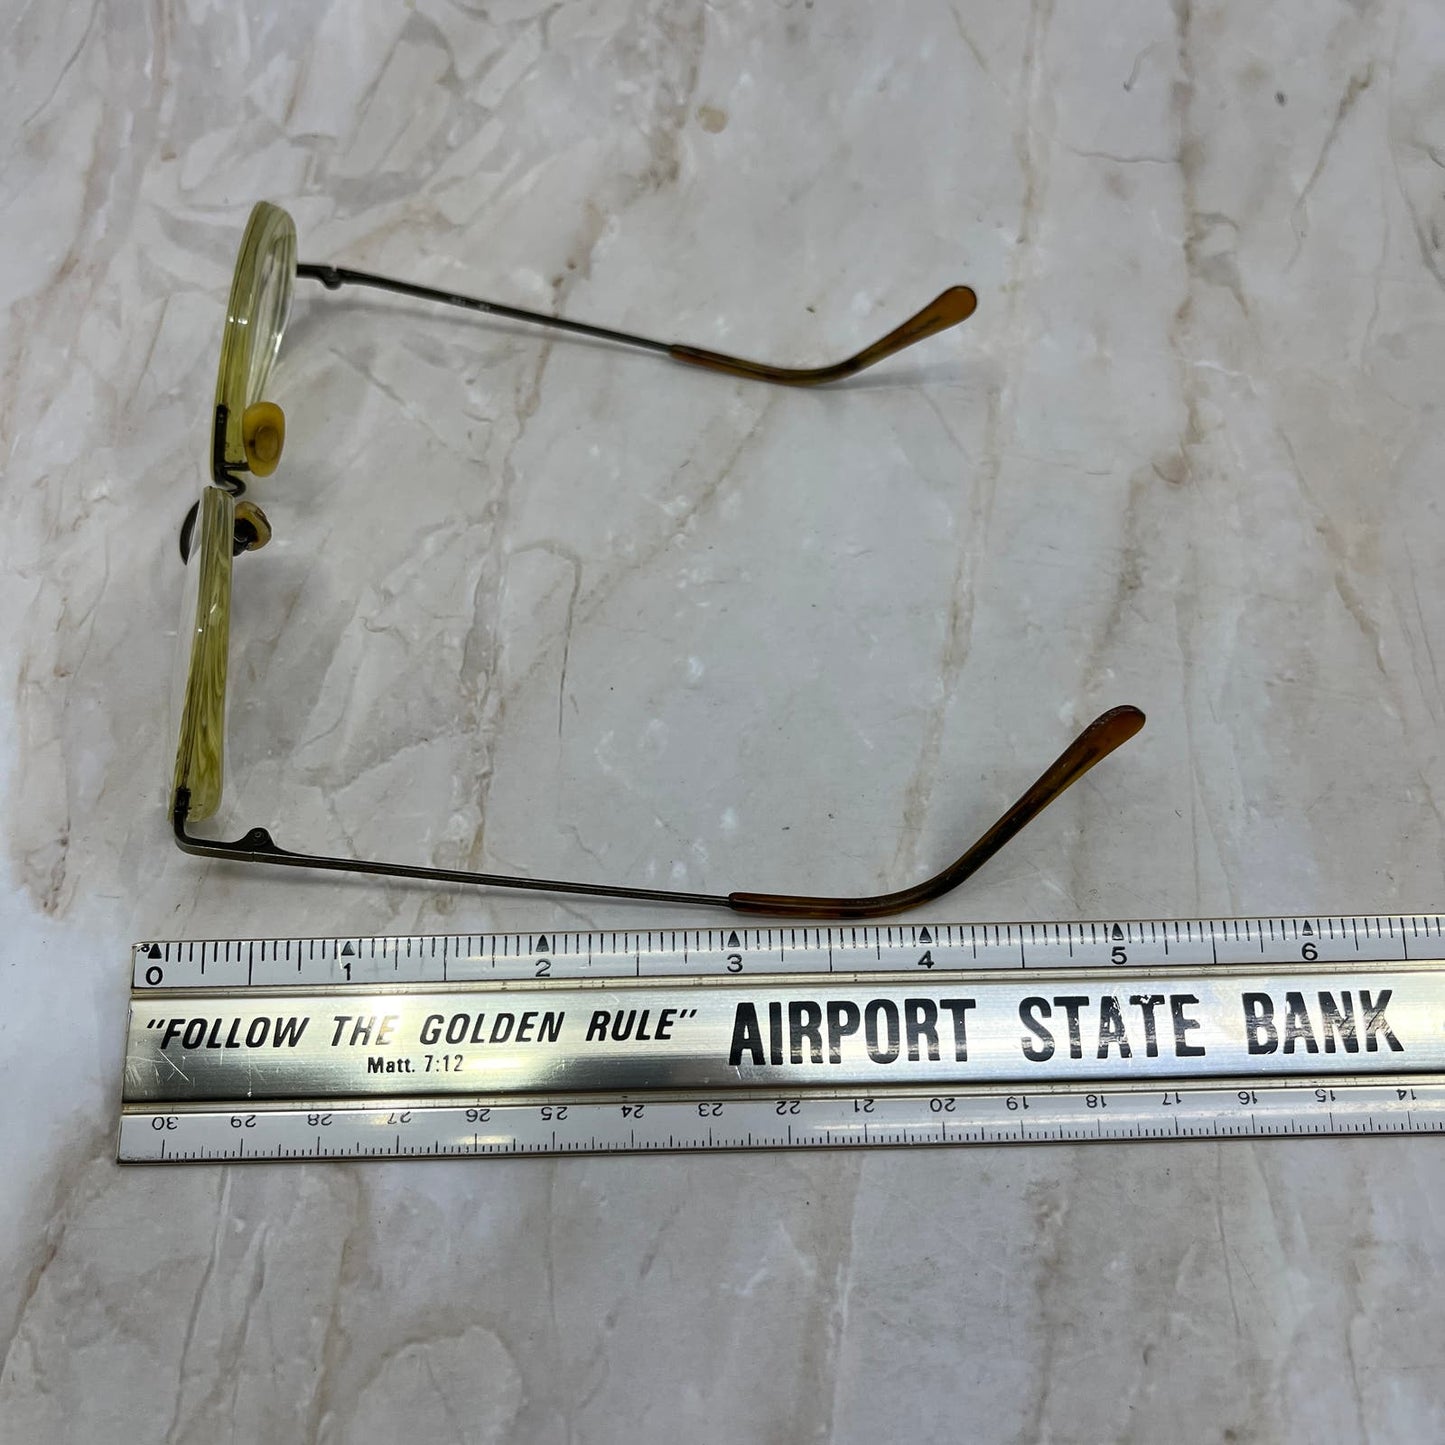 0 1 2 3 4 5 6
"FOLLOW THE GOLDEN RULE" AIRPORT STATE BANK
Matt. 7:12
30 29 28 27 26 25 24 23 22 21 20 19 18 17 16 15 14